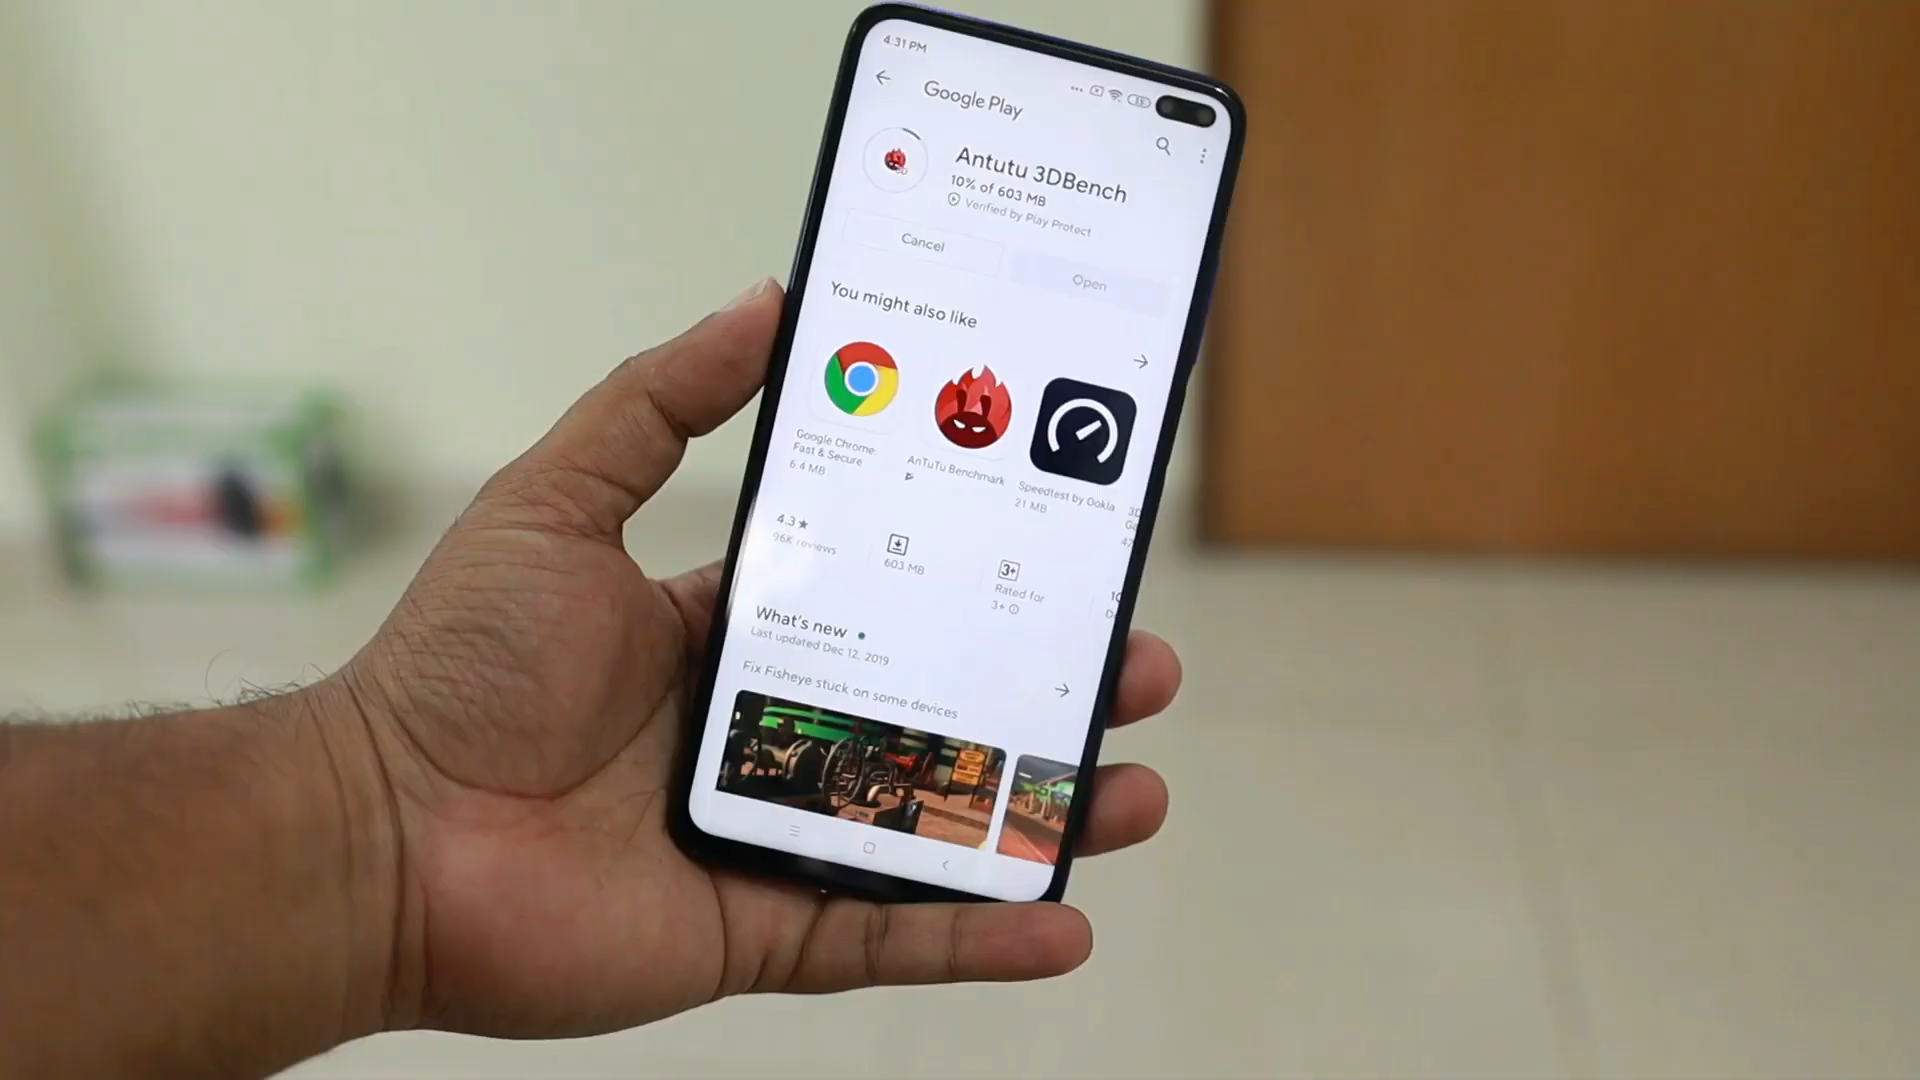 4:31 PM
Google Play
Antutu 3DBench
10% of 603 MB
Verified by Play Protect
Cancel
Open
You might also like
Google Chrome:
Fast & Secure
6.4 MB
AnTuTu Benchmark
Speedtest by Ookla
21 MB
3D
4.3★
96K reviews
603 MB
3+
Rated for
3+
What's new
Last updated Dec 12, 2019
Fix Fisheye stuck on some devices